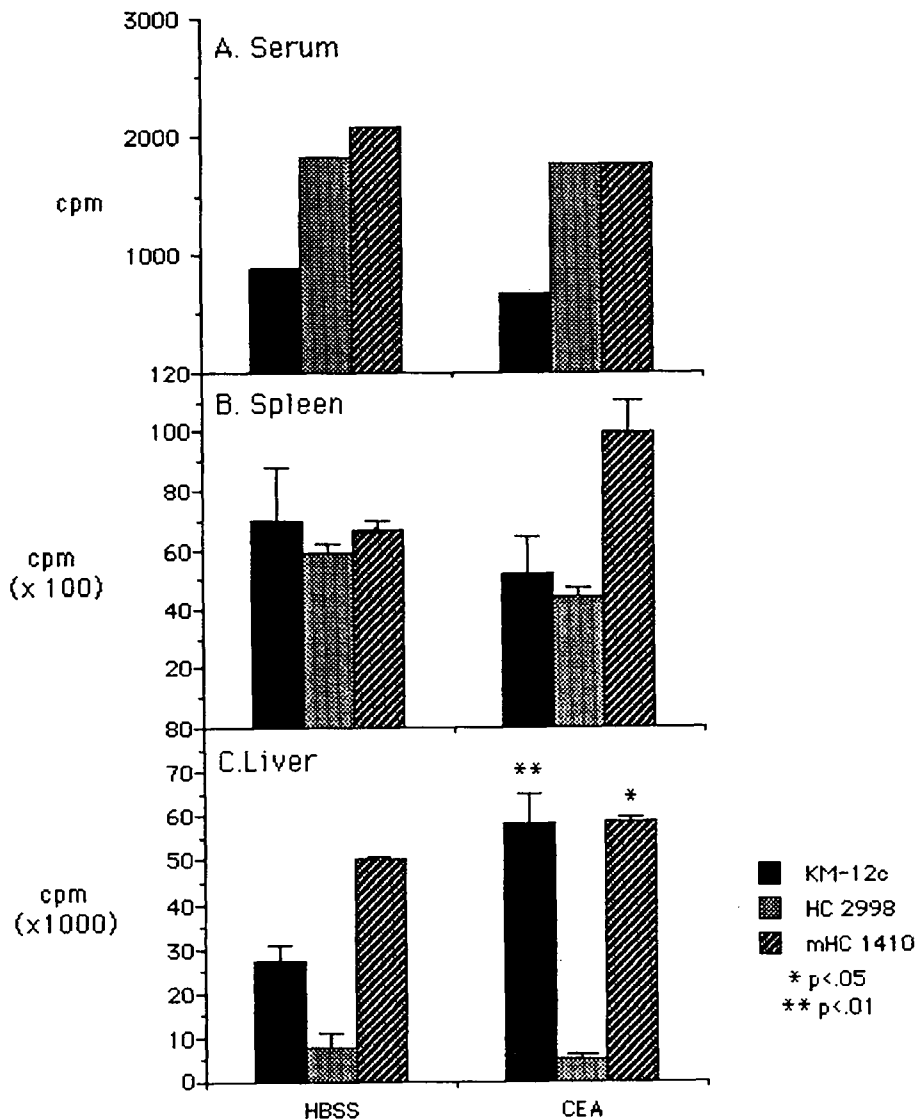 3000
A. Serum
2000
cpm
1000
120
B. Spleen
100
80
cpm
(x 100)
60
40
20
80
C.Liver
70
**
*
60
50
cpm
(x1000)
40
30
20
10
0
HBSS
CEA
KM-12c
HC 2998
mHC 1410
* p<.05
** p<.01